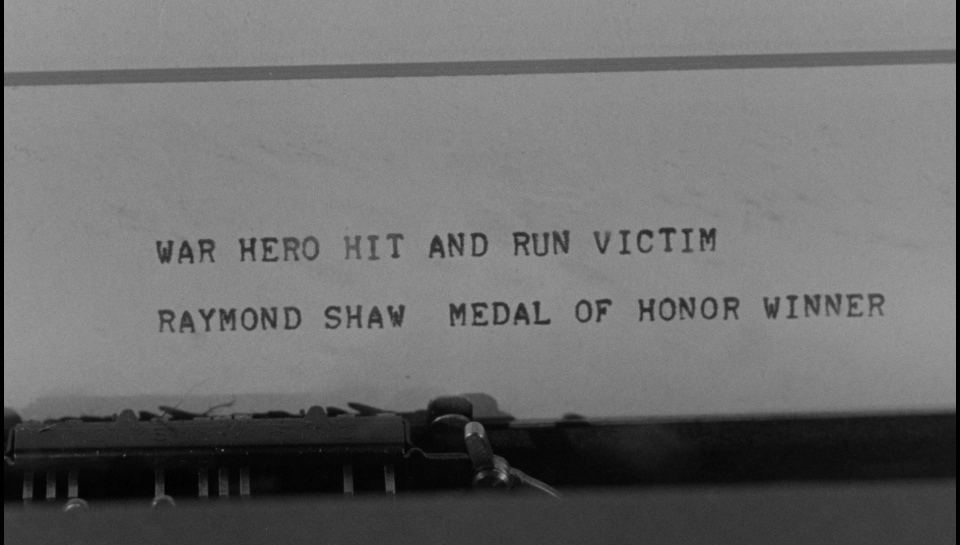 WAR HERO HIT AND RUN VICTIM
RAYMOND SHAW  MEDAL OF HONOR WINNER